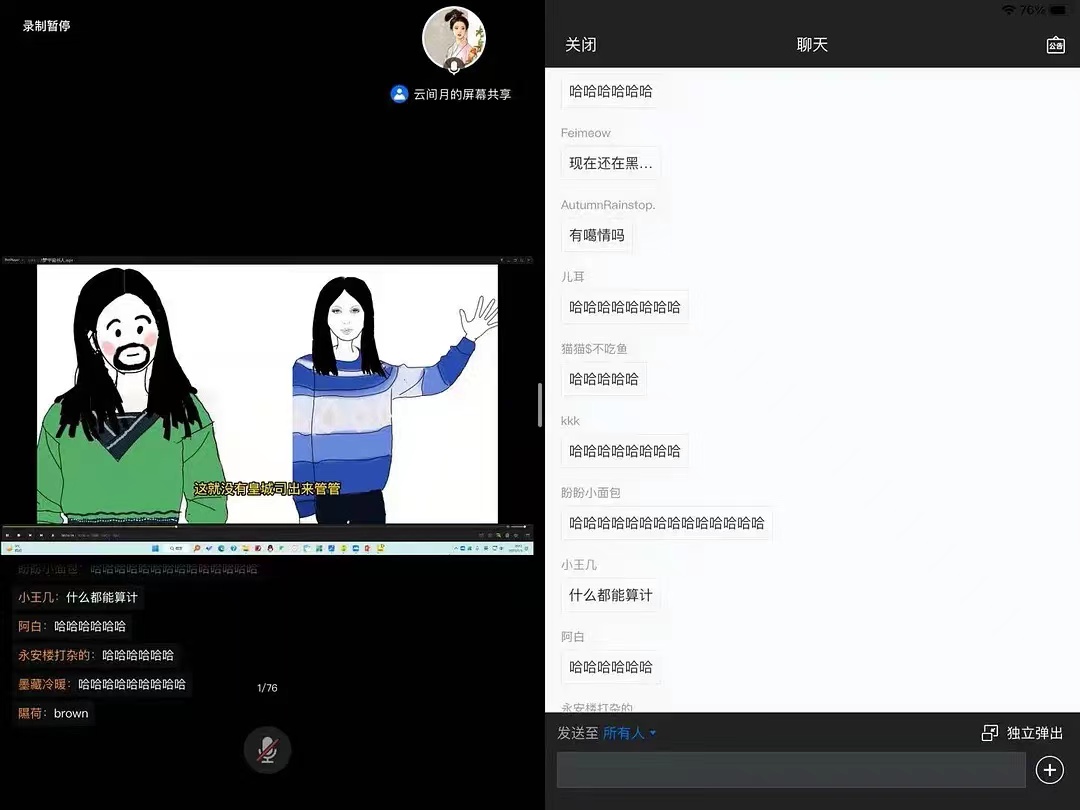 录制暂停
云间月的屏幕共享
这就没有皇城司出来管管
盼盼小面包：哈哈哈哈哈哈哈哈哈哈哈哈哈哈
小王几：什么都能算计
阿白：哈哈哈哈哈哈
永安楼打杂的：哈哈哈哈哈哈
墨藏冷暖：哈哈哈哈哈哈哈哈哈
隰荷：brown
1/76
76%
关闭
聊天
公告
哈哈哈哈哈哈
Feimeow
现在还在黑...
AutumnRainstop.
有噶情吗
儿耳
哈哈哈哈哈哈哈哈
猫猫$不吃鱼
哈哈哈哈哈
kkk
哈哈哈哈哈哈哈哈
盼盼小面包
哈哈哈哈哈哈哈哈哈哈哈哈哈哈
小王几
什么都能算计
阿白
哈哈哈哈哈哈
永安楼打杂的
发送至 所有人
独立弹出